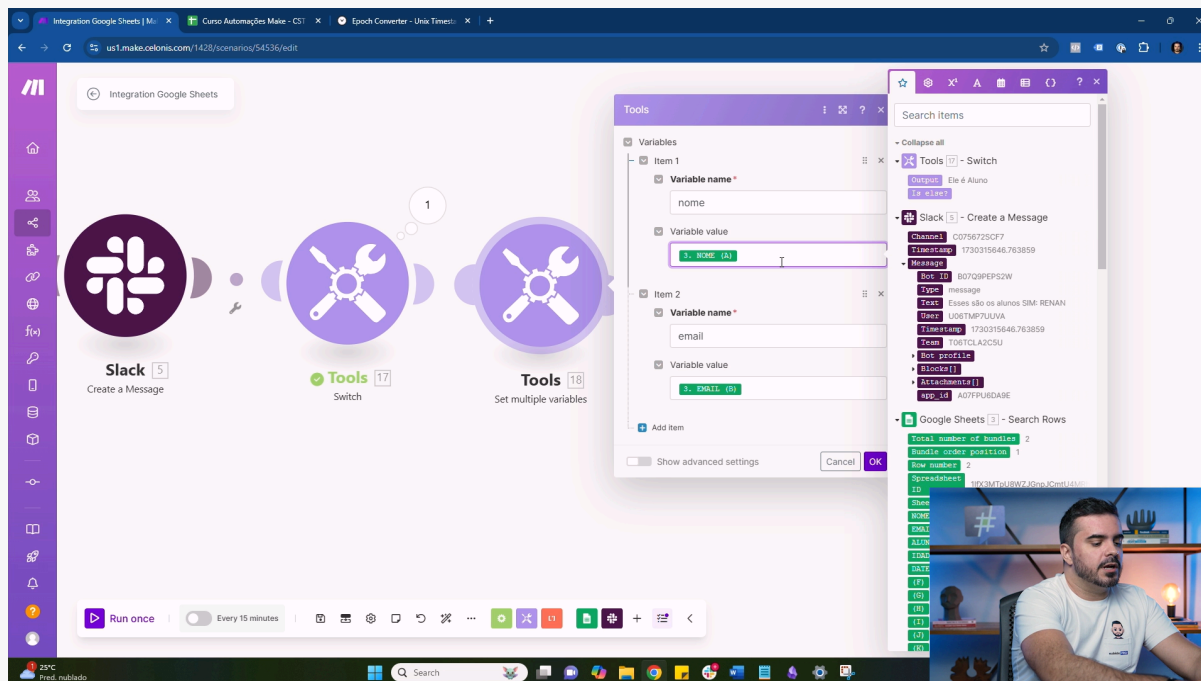 Integration Google Sheets | Ma
Curso Automações Make - CST
Epoch Converter - Unix Timesta
us1.make.celonis.com/1428/scenarios/54536/edit
Integration Google Sheets
1
Slack 5
Create a Message
Tools 17
Switch
Tools 18
Set multiple variables
Tools
Variables
Item 1
Variable name*
nome
Variable value
3. NOME (A)
Item 2
Variable name*
email
Variable value
3. EMAIL (B)
Add item
Show advanced settings
Cancel OK
Search items
Collapse all
Tools 17 - Switch
Output Ele é Aluno
Is else?
Slack 5 - Create a Message
Channel C075672SCF7
Timestamp 1730315646.763859
Message
Bot ID B07Q9PEPS2W
Type message
Text Esses são os alunos SIM: RENAN
User U06TMP7UUVA
Timestamp 1730315646.763859
Team T06TCLA2C5U
Bot profile
Blocks[]
Attachments[]
app_id A07FPU6DA9E
Google Sheets 3 - Search Rows
Total number of bundles 2
Bundle order position 1
Row number 2
Spreadsheet
ID
(F)
(G)
(H)
(I)
(J)
(K)
Run once
Every 15 minutes
1
25°C
Pred. nublado
Search